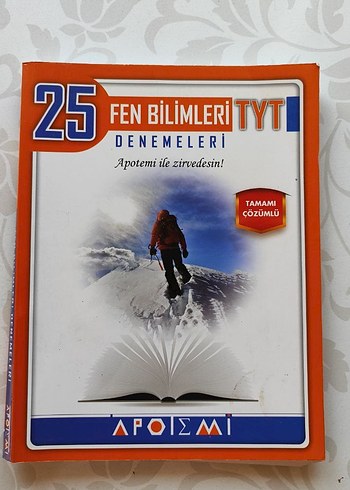 25 FEN BİLİMLERİ TYT
DENEMELERİ
Apotemi ile zirvedesin!
TAMAMI
ÇÖZÜMLÜ
APOTEMİ